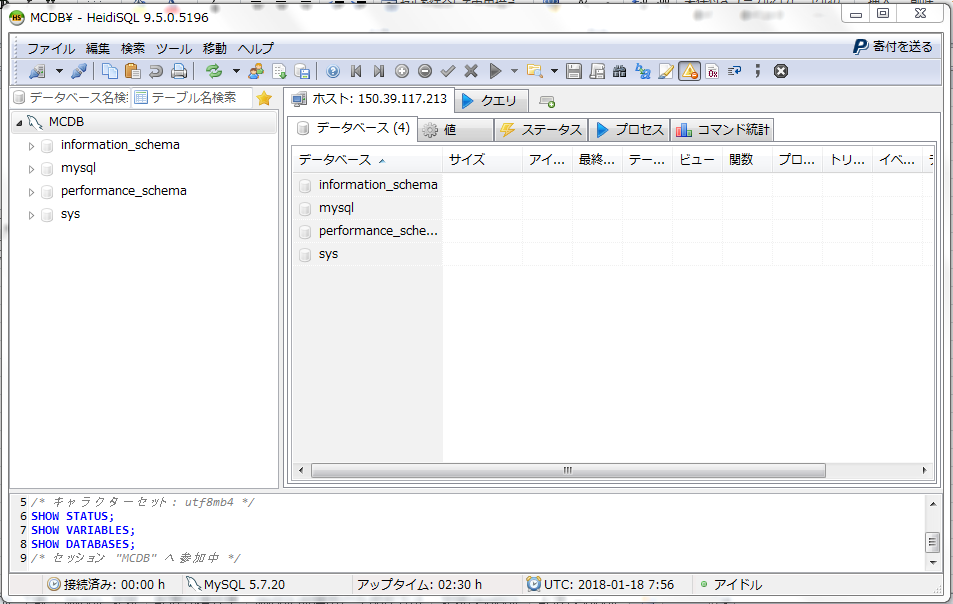 MCDB¥ - HeidiSQL 9.5.0.5196
ファイル 編集 検索 ツール 移動 ヘルプ
寄付を送る
データベース名検索 テーブル名検索
ホスト: 150.39.117.213 クエリ
MCDB
information_schema
mysql
performance_schema
sys
データベース (4) 値 ステータス プロセス コマンド統計
データベース サイズ アイ... 最終... テー... ビュー 関数 プロ... トリ... イベ...
information_schema
mysql
performance_sche...
sys
5 /* キャラクターセット: utf8mb4 */
6 SHOW STATUS;
7 SHOW VARIABLES;
8 SHOW DATABASES;
9 /* セッション "MCDB" へ参加中 */
接続済み: 00:00 h MySQL 5.7.20 アップタイム: 02:30 h UTC: 2018-01-18 7:56 アイドル